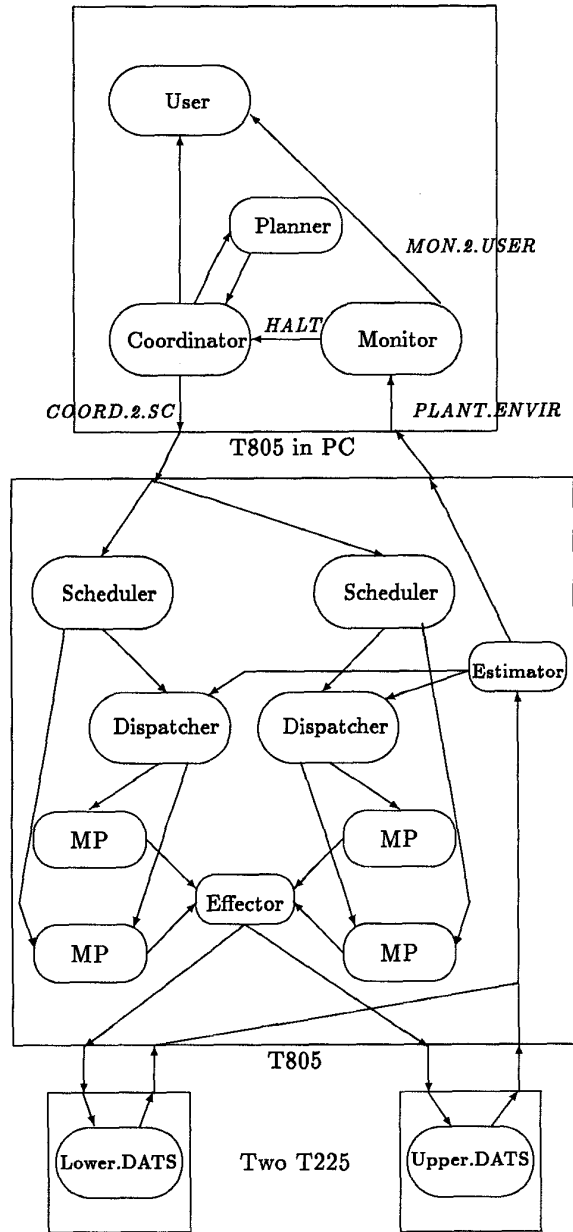 User
Planner
MON.2.USER
HALT
Coordinator
Monitor
COORD.2.SC
PLANT.ENVIR
T805 in PC
Scheduler
Scheduler
Estimator
Dispatcher
Dispatcher
MP
MP
Effector
MP
MP
T805
Lower.DATS
Two T225
Upper.DATS